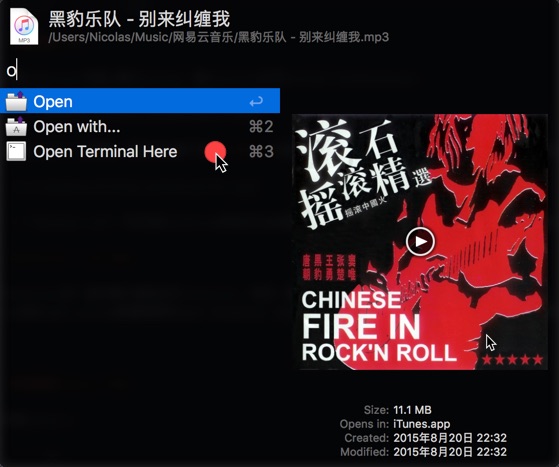 黑豹乐队 - 别来纠缠我
/Users/Nicolas/Music/网易云音乐/黑豹乐队 - 别来纠缠我.mp3
MP3
o
Open ↩
Open with... ⌘2
Open Terminal Here ⌘3
滚石
摇滚精選
摇滚中國火
唐黑王张窦
朝豹勇楚唯
CHINESE
FIRE IN
ROCK'N ROLL
★★★★★
Size: 11.1 MB
Opens in: iTunes.app
Created: 2015年8月20日 22:32
Modified: 2015年8月20日 22:32